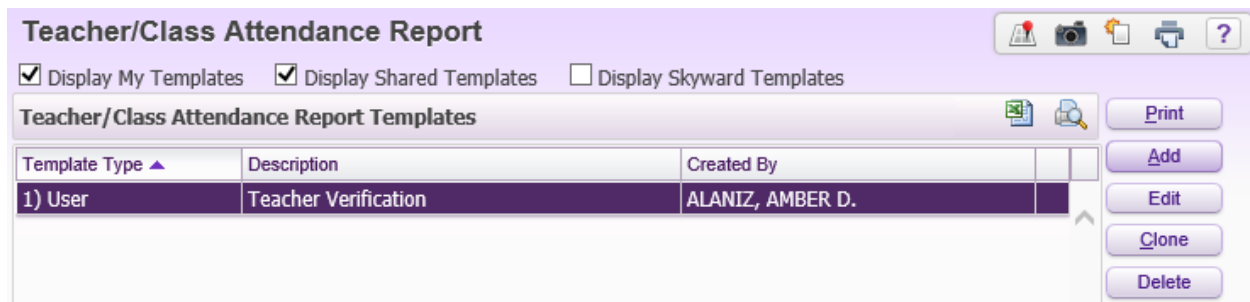 Teacher/Class Attendance Report
?
Display My Templates Display Shared Templates Display Skyward Templates
Teacher/Class Attendance Report Templates
Print
Template Type Description Created By
Add
1) User Teacher Verification ALANIZ, AMBER D.
Edit
Clone
Delete